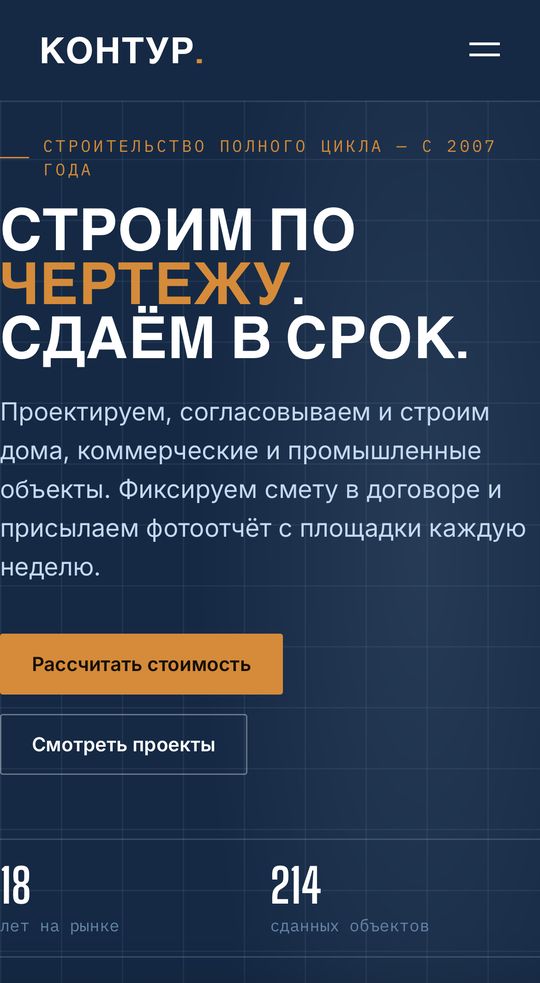 КОНТУР.
СТРОИТЕЛЬСТВО ПОЛНОГО ЦИКЛА — С 2007
ГОДА
СТРОИМ ПО
ЧЕРТЕЖУ.
СДАЁМ В СРОК.
Проектируем, согласовываем и строим
дома, коммерческие и промышленные
объекты. Фиксируем смету в договоре и
присылаем фотоотчёт с площадки каждую
неделю.
Рассчитать стоимость
Смотреть проекты
18
лет на рынке
214
сданных объектов